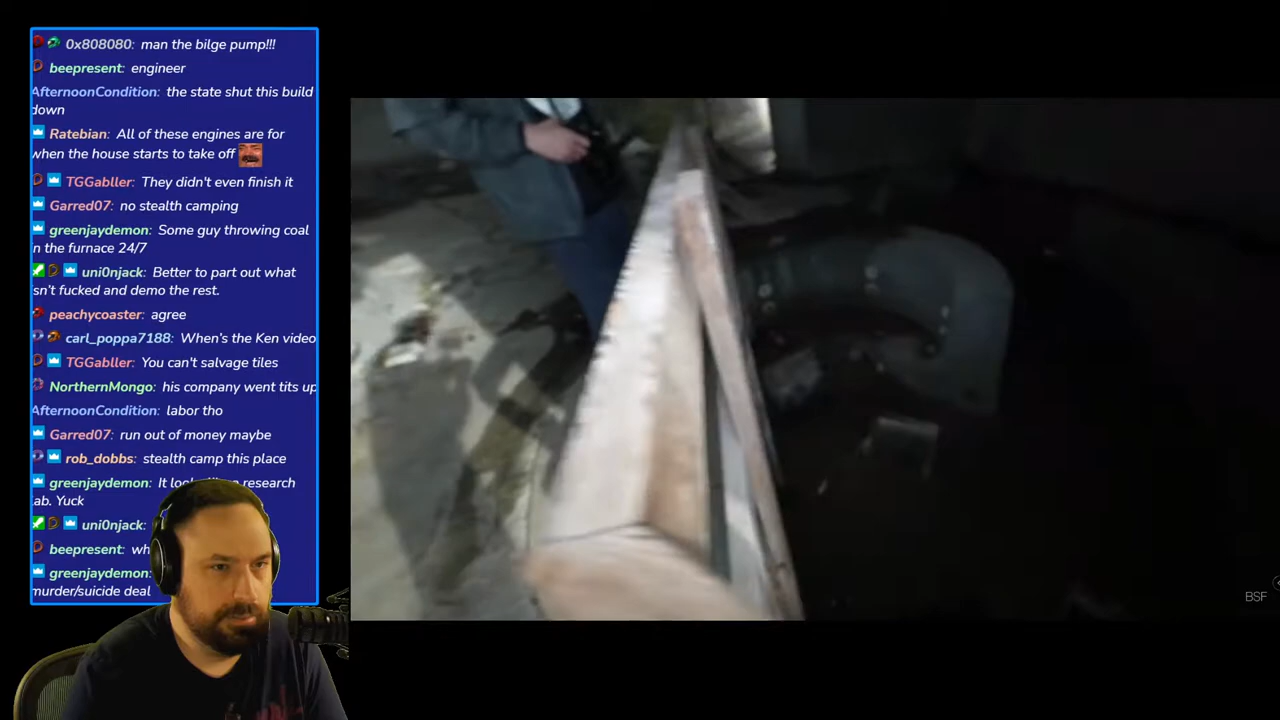 0x808080: man the bilge pump!!!
beepresent: engineer
AfternoonCondition: the state shut this build
down
Ratebian: All of these engines are for
when the house starts to take off
TGGabller: They didn't even finish it
Garred07: no stealth camping
greenjaydemon: Some guy throwing coal
n the furnace 24/7
uni0njack: Better to part out what
sn't fucked and demo the rest.
peachycoaster: agree
carl_poppa7188: When's the Ken video
TGGabller: You can't salvage tiles
NorthernMongo: his company went tits up
AfternoonCondition: labor tho
Garred07: run out of money maybe
rob_dobbs: stealth camp this place
greenjaydemon: It research
ab. Yuck
uni0njack:
beepresent:
greenjaydemon:
murder/suicide deal
BSF